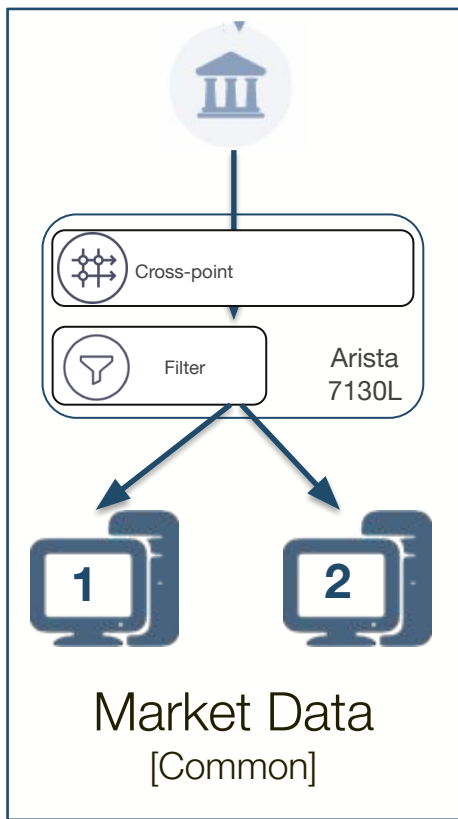 Cross-point
Filter
Arista
7130L
1
2
Market Data
[Common]